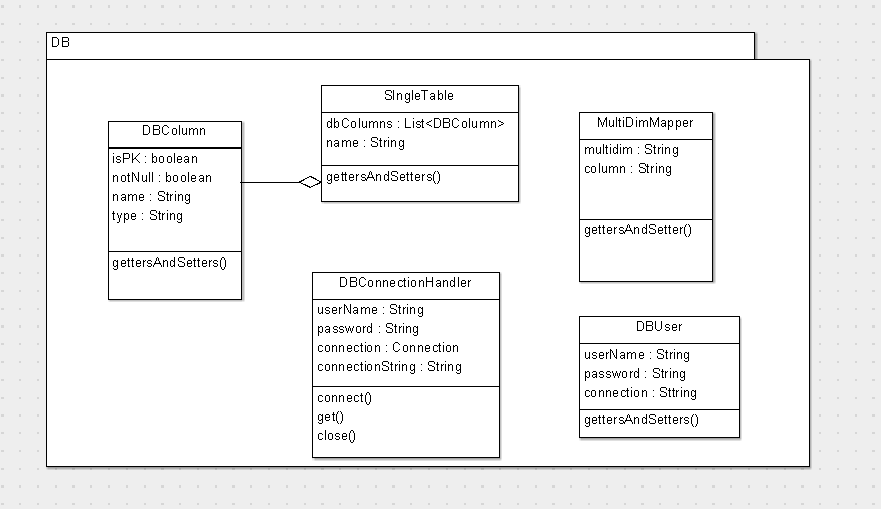 DB
DBColumn
isPK : boolean
notNull : boolean
name : String
type : String
gettersAndSetters()
SIngleTable
dbColumns : List<DBColumn>
name : String
gettersAndSetters()
MultiDimMapper
multidim : String
column : String
gettersAndSetter()
DBConnectionHandler
userName : String
password : String
connection : Connection
connectionString : String
connect()
get()
close()
DBUser
userName : String
password : String
connection : Sttring
gettersAndSetters()